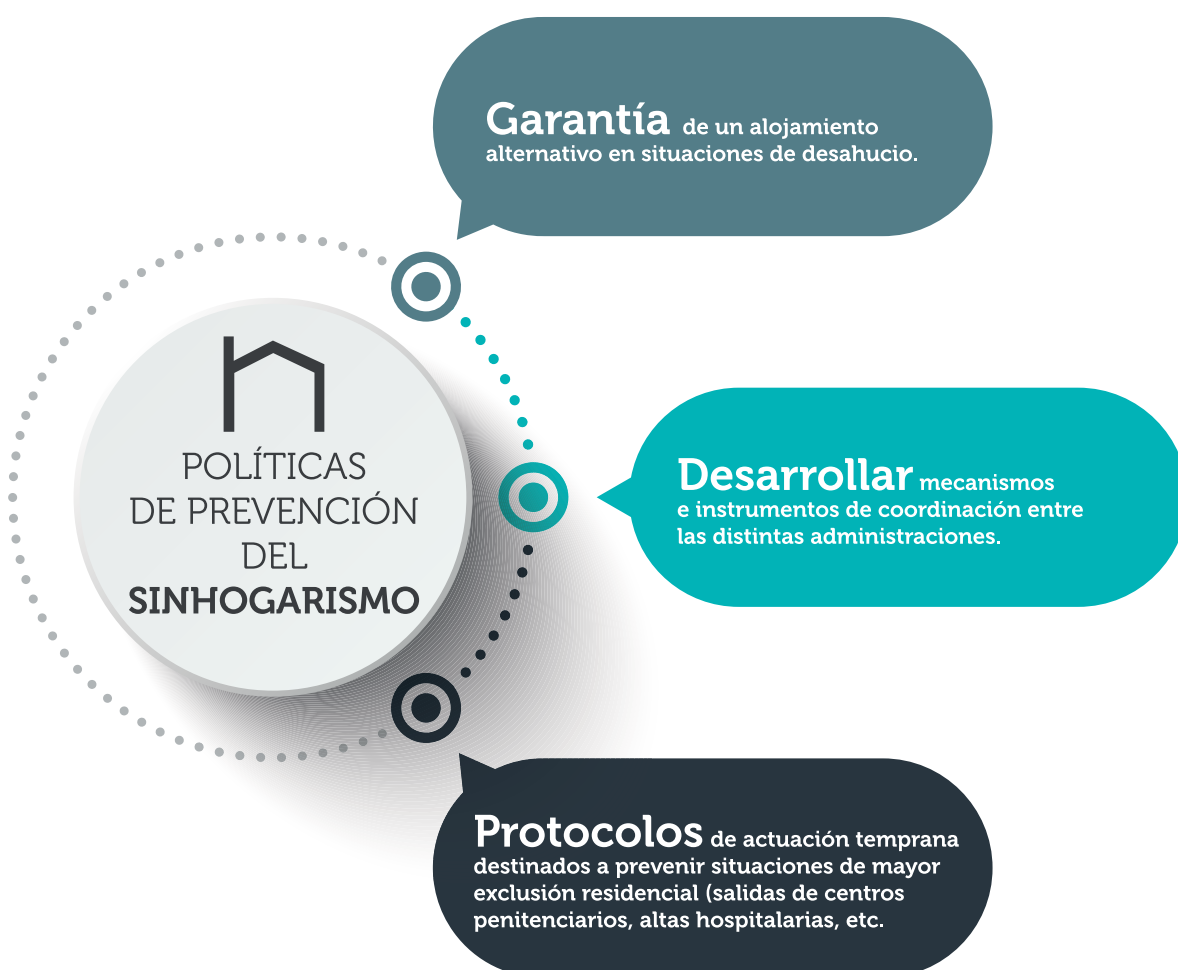 Garantía de un alojamiento
alternativo en situaciones de desahucio.
POLÍTICAS
DE PREVENCIÓN
DEL
SINHOGARISMO
Desarrollar mecanismos
e instrumentos de coordinación entre
las distintas administraciones.
Protocolos de actuación temprana
destinados a prevenir situaciones de mayor
exclusión residencial (salidas de centros
penitenciarios, altas hospitalarias, etc.